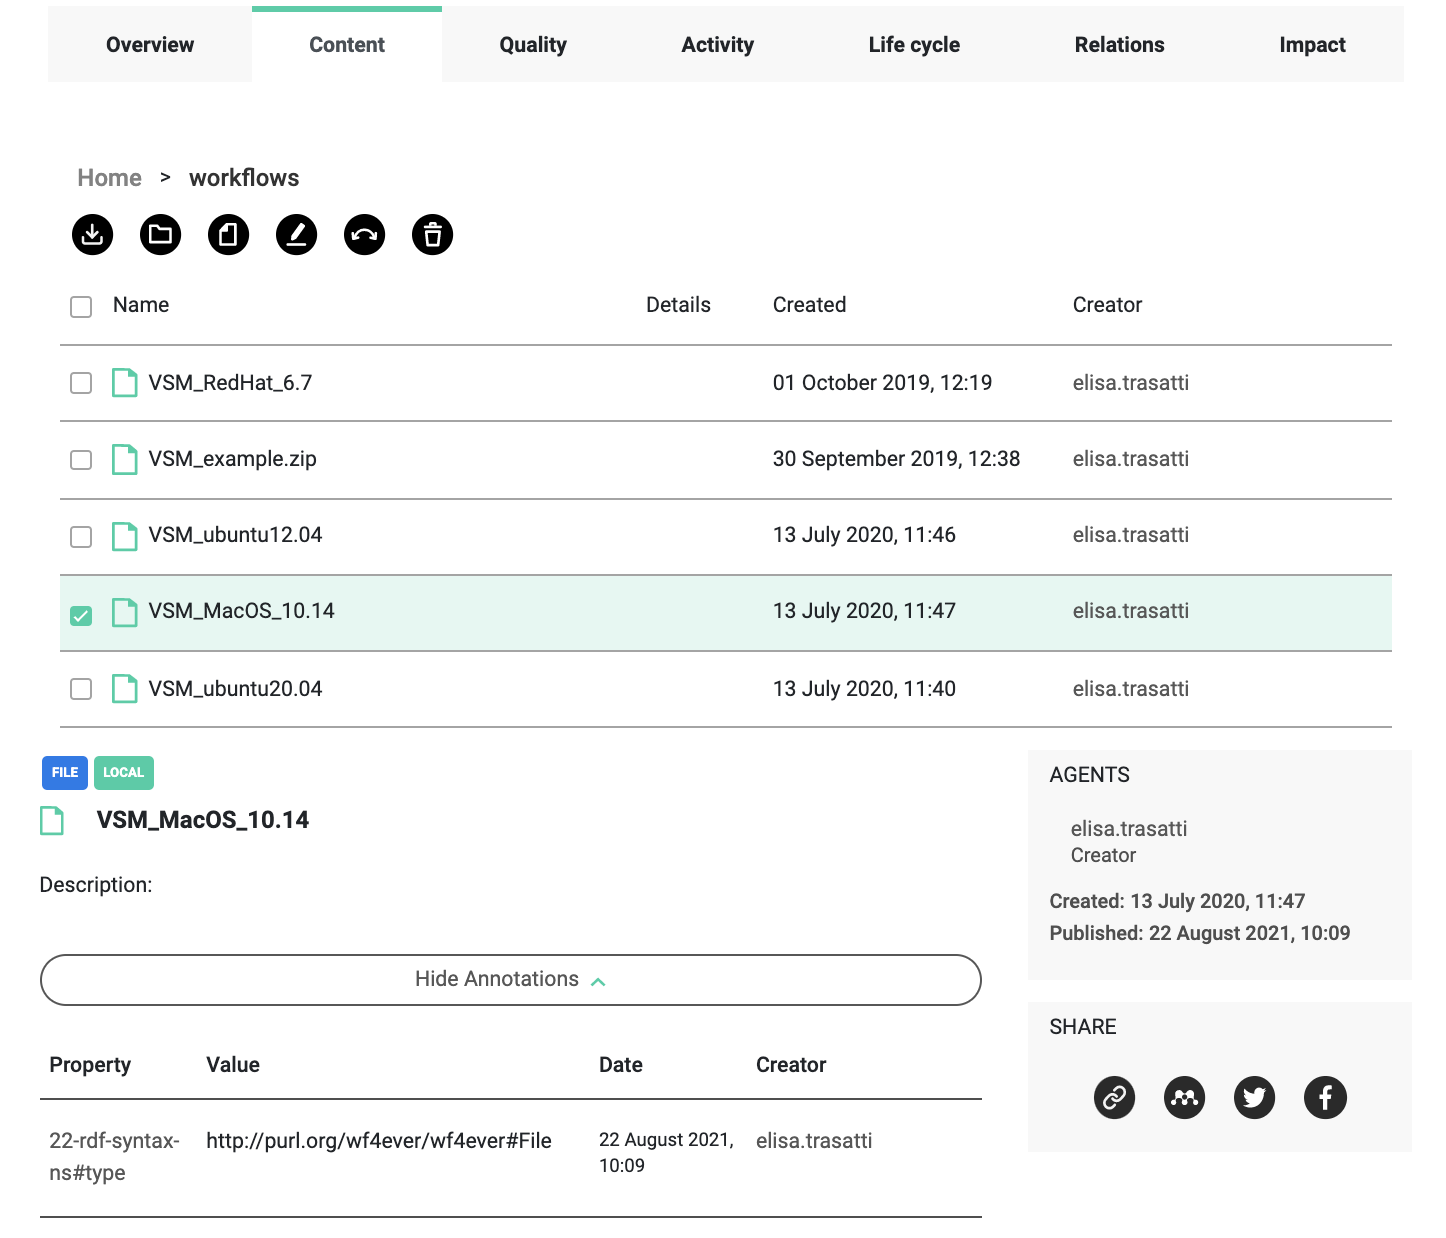 Overview Content Quality Activity Life cycle Relations Impact
Home > workflows
Name Details Created Creator
VSM_RedHat_6.7 01 October 2019, 12:19 elisa.trasatti
VSM_example.zip 30 September 2019, 12:38 elisa.trasatti
VSM_ubuntu12.04 13 July 2020, 11:46 elisa.trasatti
VSM_MacOS_10.14 13 July 2020, 11:47 elisa.trasatti
VSM_ubuntu20.04 13 July 2020, 11:40 elisa.trasatti
FILE LOCAL
VSM_MacOS_10.14
Description:
Hide Annotations
Property Value Date Creator
22-rdf-syntax- http://purl.org/wf4ever/wf4ever#File 22 August 2021, elisa.trasatti
ns#type 10:09
AGENTS
elisa.trasatti
Creator
Created: 13 July 2020, 11:47
Published: 22 August 2021, 10:09
SHARE